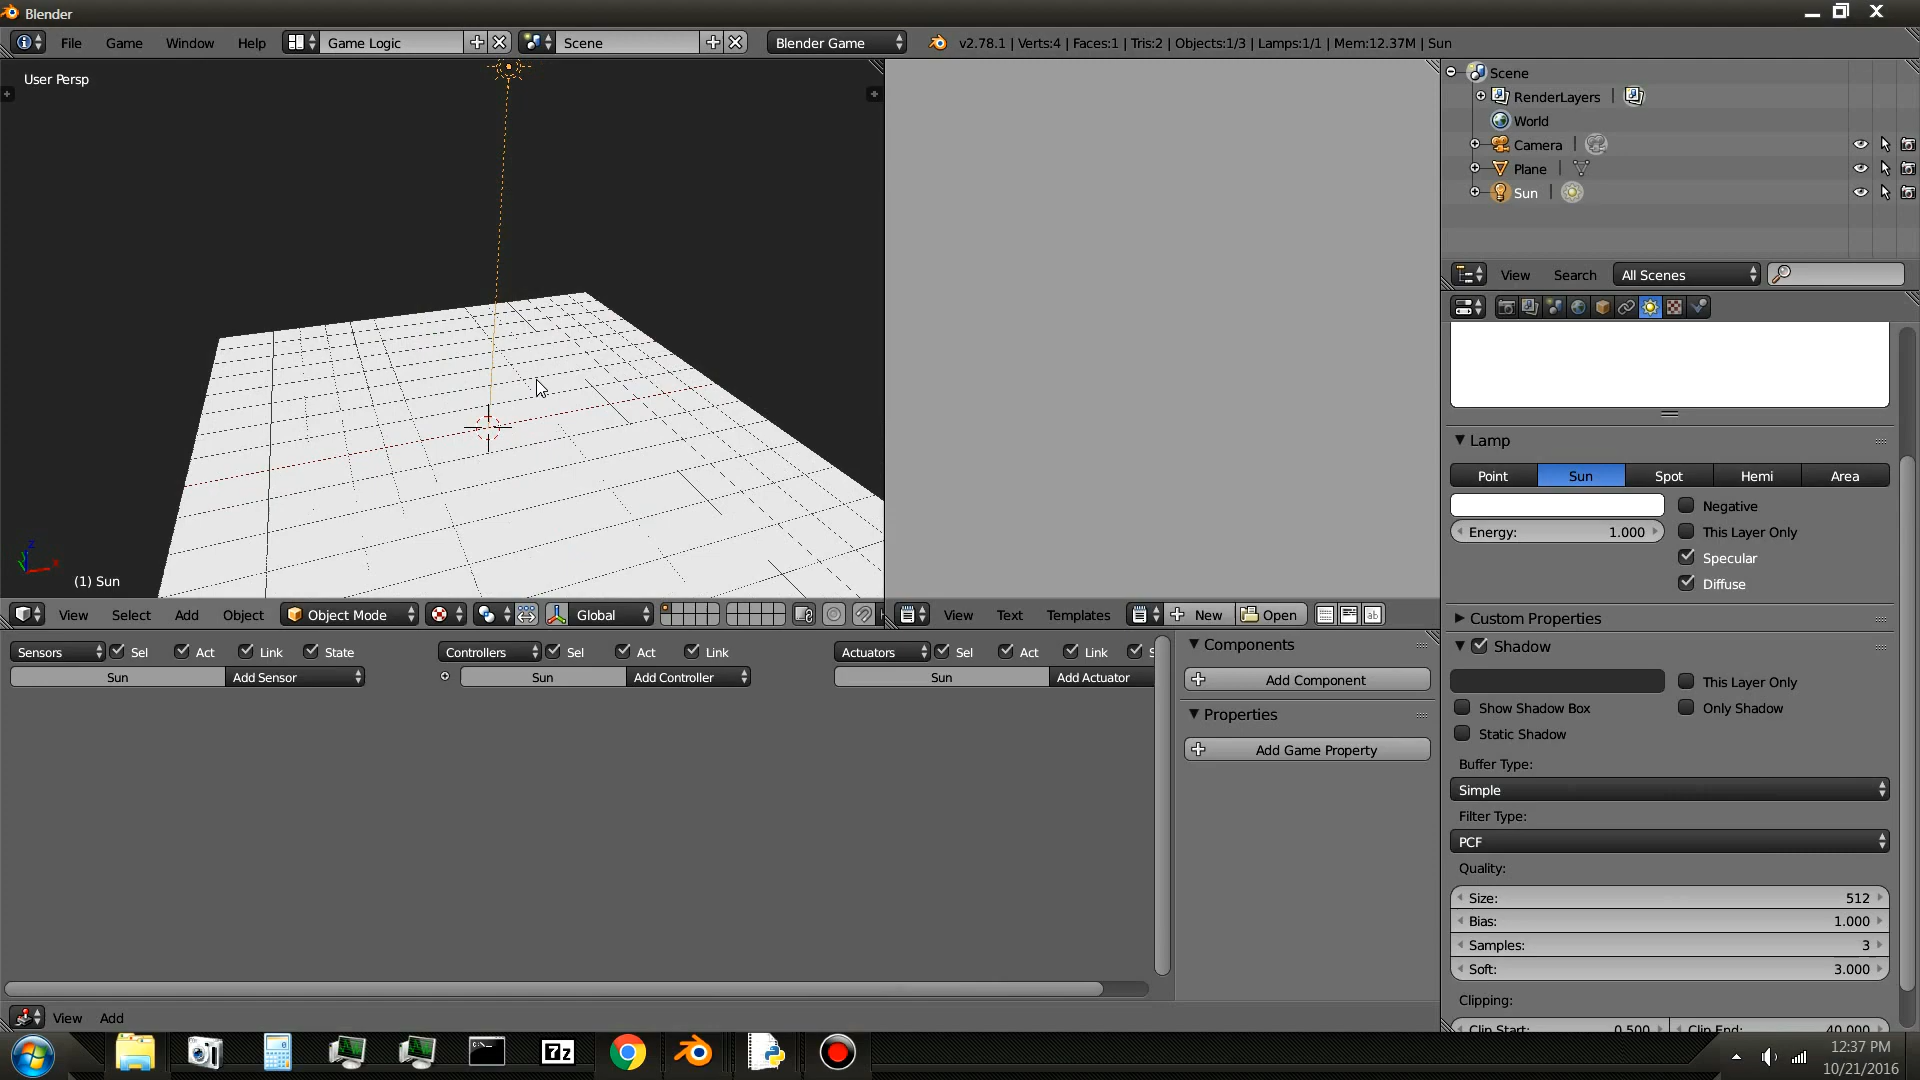 Blender
File Game Window Help Game Logic Scene Blender Game v2.78.1 | Verts:4 | Faces:1 | Tris:2 | Objects:1/3 | Lamps:1/1 | Mem:12.37M | Sun
User Persp
(1) Sun
View Select Add Object Object Mode Global
View Text Templates New Open
Scene
RenderLayers
World
Camera
Plane
Sun
View Search All Scenes
Lamp
Point Sun Spot Hemi Area
Negative
Energy: 1.000 This Layer Only
Specular
Diffuse
Custom Properties
Shadow
This Layer Only
Show Shadow Box Only Shadow
Static Shadow
Buffer Type:
Simple
Filter Type:
PCF
Quality:
Size: 512
Bias: 1.000
Samples: 3
Soft: 3.000
Clipping:
Clip Start: 0.500 Clip End: 40.000
Sensors Sel Act Link State Controllers Sel Act Link Actuators Sel Act Link S
Sun Add Sensor Sun Add Controller Sun Add Actuator
Components
Add Component
Properties
Add Game Property
View Add
7z
12:37 PM
10/21/2016